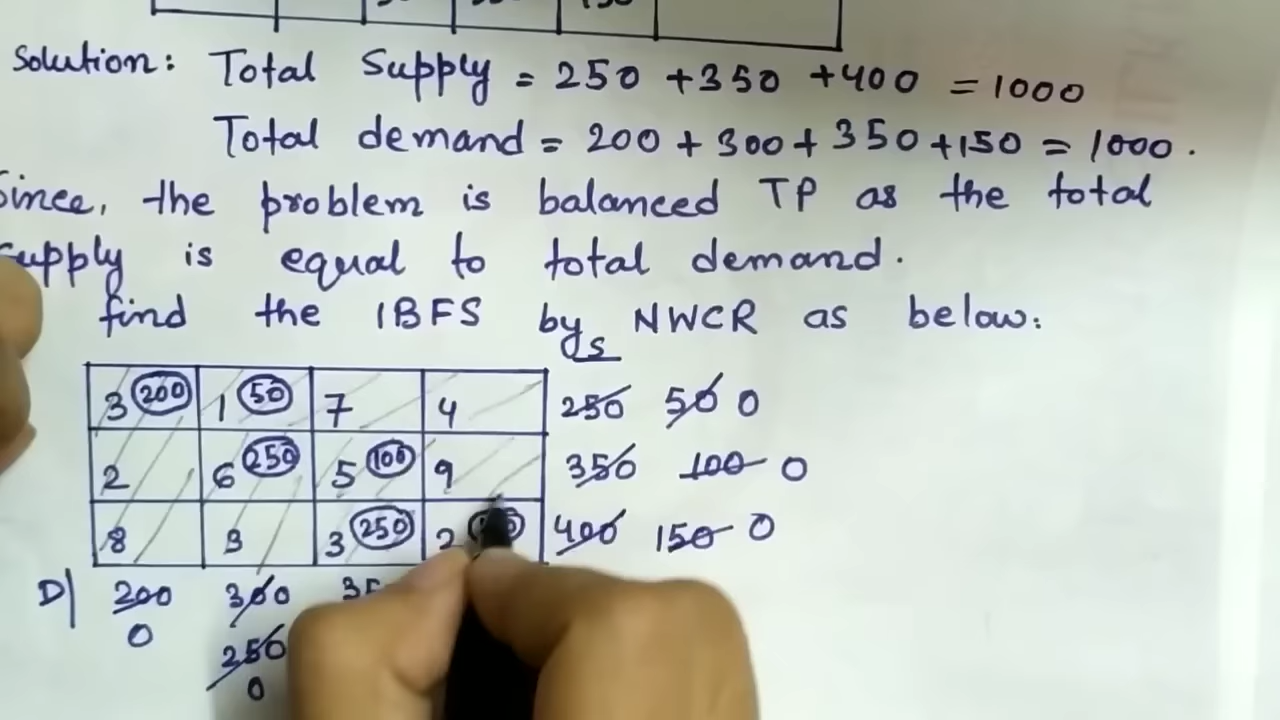 Solution: Total Supply = 250 + 350 + 400 = 1000
Total demand = 200 + 300 + 350 + 150 = 1000.
Since, the problem is balanced TP as the total
supply is equal to total demand.
find the IBFS by NWCR as below:
S
3 200 1 50 7 4 250 50 0
2 6 250 5 100 9 350 100 0
8 3 250 2 400 150 0
D| 200 300
0 250
0